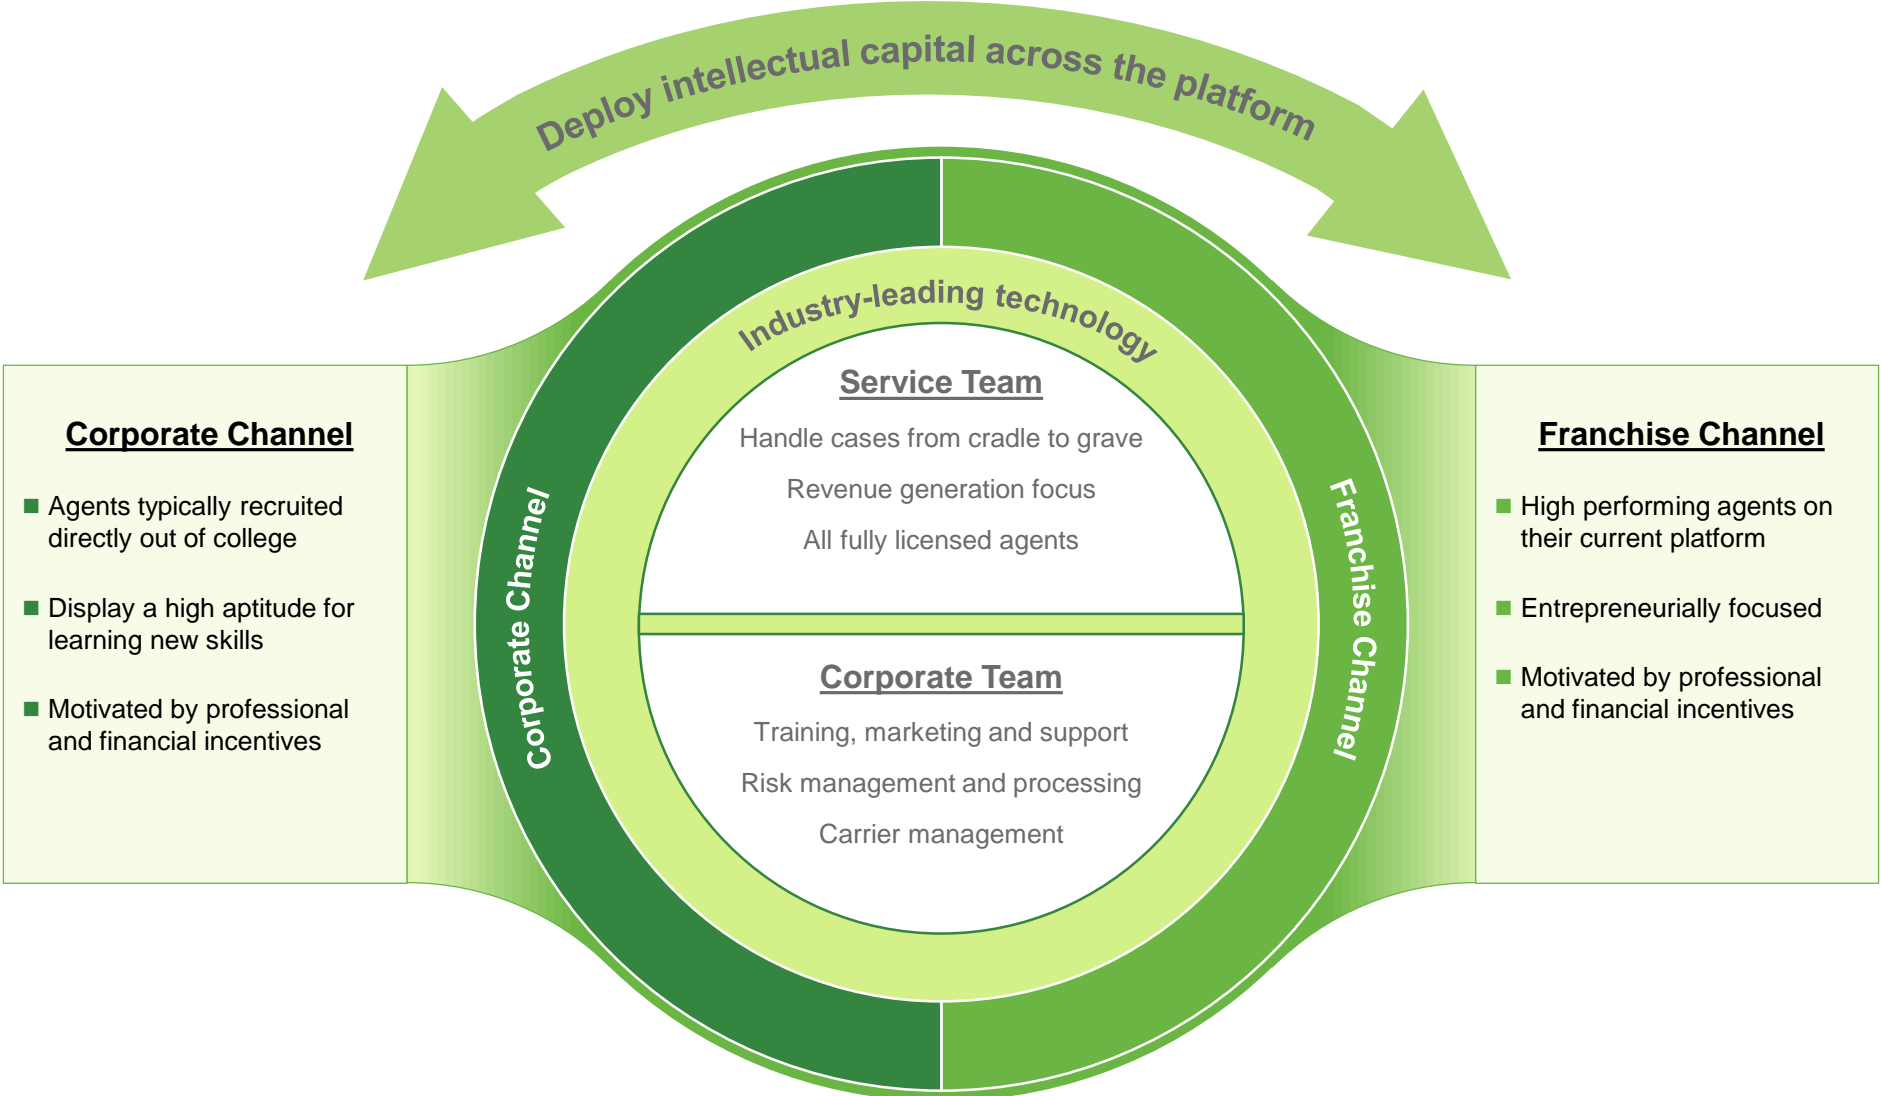 Deploy intellectual capital across the platform
Industry-leading technology
Corporate Channel
Agents typically recruited
directly out of college
Display a high aptitude for
learning new skills
Motivated by professional
and financial incentives
Corporate Channel
Service Team
Handle cases from cradle to grave
Revenue generation focus
All fully licensed agents
Corporate Team
Training, marketing and support
Risk management and processing
Carrier management
Franchise Channel
Franchise Channel
High performing agents on
their current platform
Entrepreneurially focused
Motivated by professional
and financial incentives